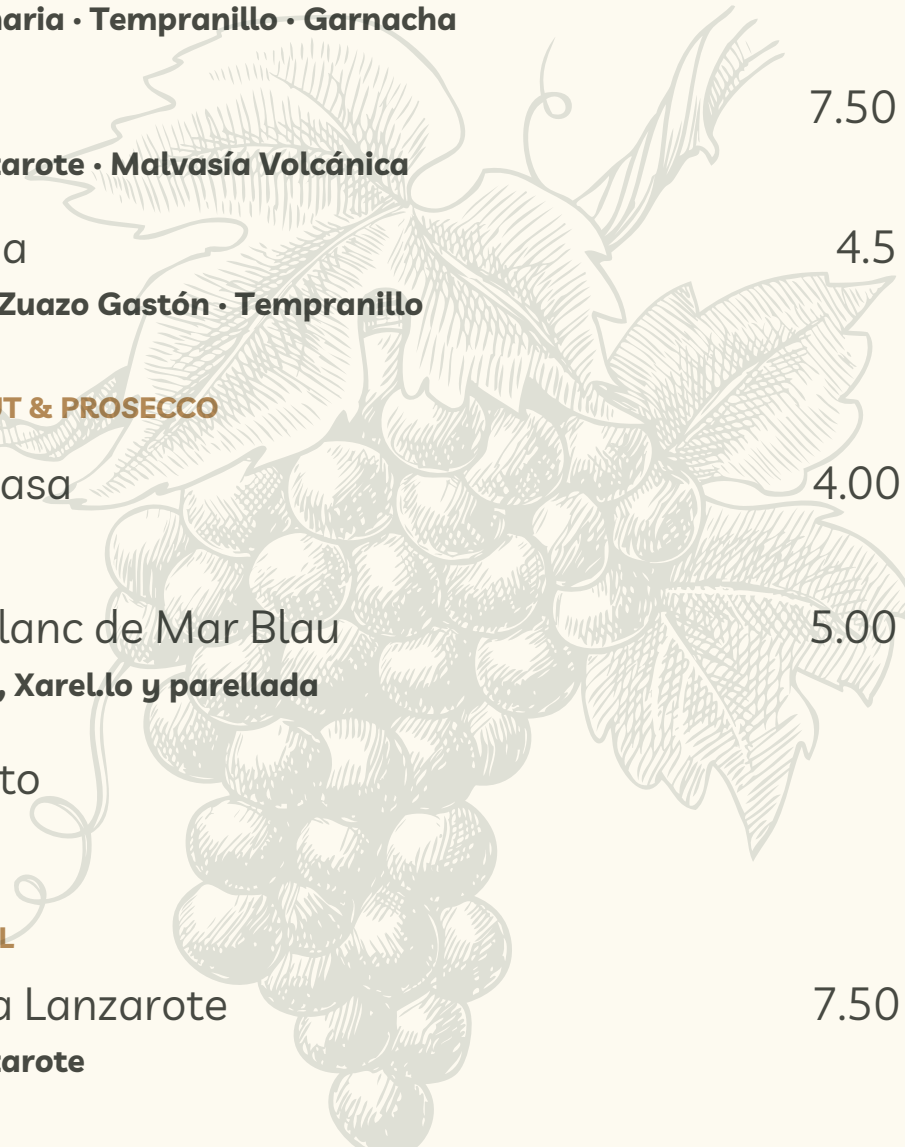 naria · Tempranillo · Garnacha
7.50
zarote · Malvasía Volcánica
a 4.5
Zuazo Gastón · Tempranillo
UT & PROSECCO
asa 4.00
lanc de Mar Blau 5.00
, Xarel.lo y parellada
to
L
a Lanzarote 7.50
zarote